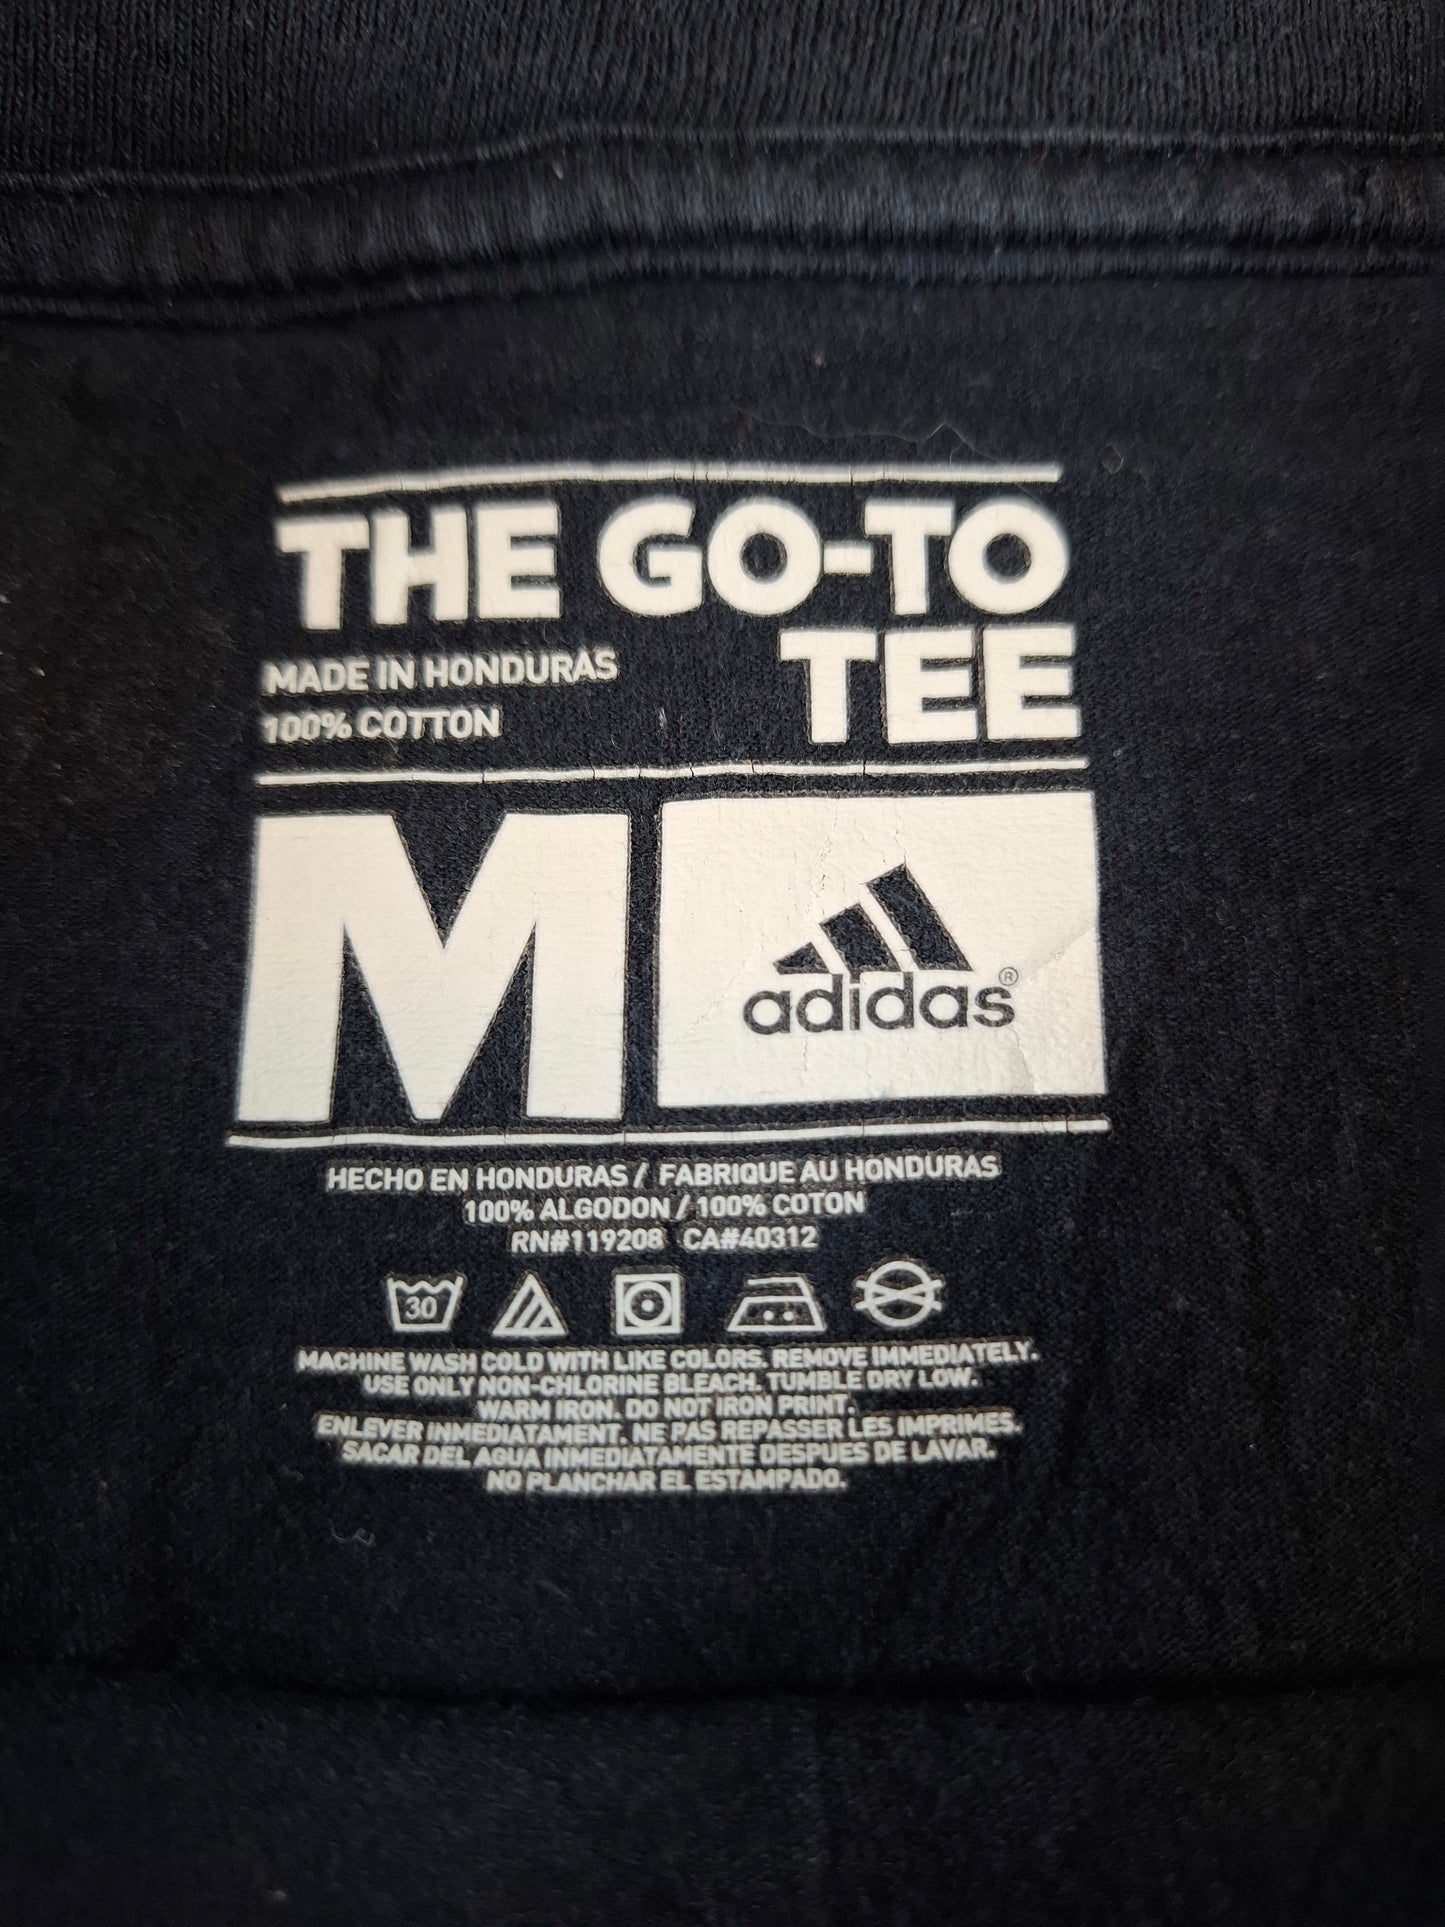 THE GO-TO
TEE
MADE IN HONDURAS
100% COTTON
M
adidas®
HECHO EN HONDURAS / FABRIQUE AU HONDURAS
100% ALGODON / 100% COTON
RN#119208 CA#40312
30
MACHINE WASH COLD WITH LIKE COLORS. REMOVE IMMEDIATELY.
USE ONLY NON-CHLORINE BLEACH. TUMBLE DRY LOW.
WARM IRON. DO NOT IRON PRINT.
ENLEVER INMEDIATAMENT. NE PAS REPASSER LES IMPRIMES.
SACAR DEL AGUA INMEDIATAMENTE DESPUES DE LAVAR.
NO PLANCHAR EL ESTAMPADO.